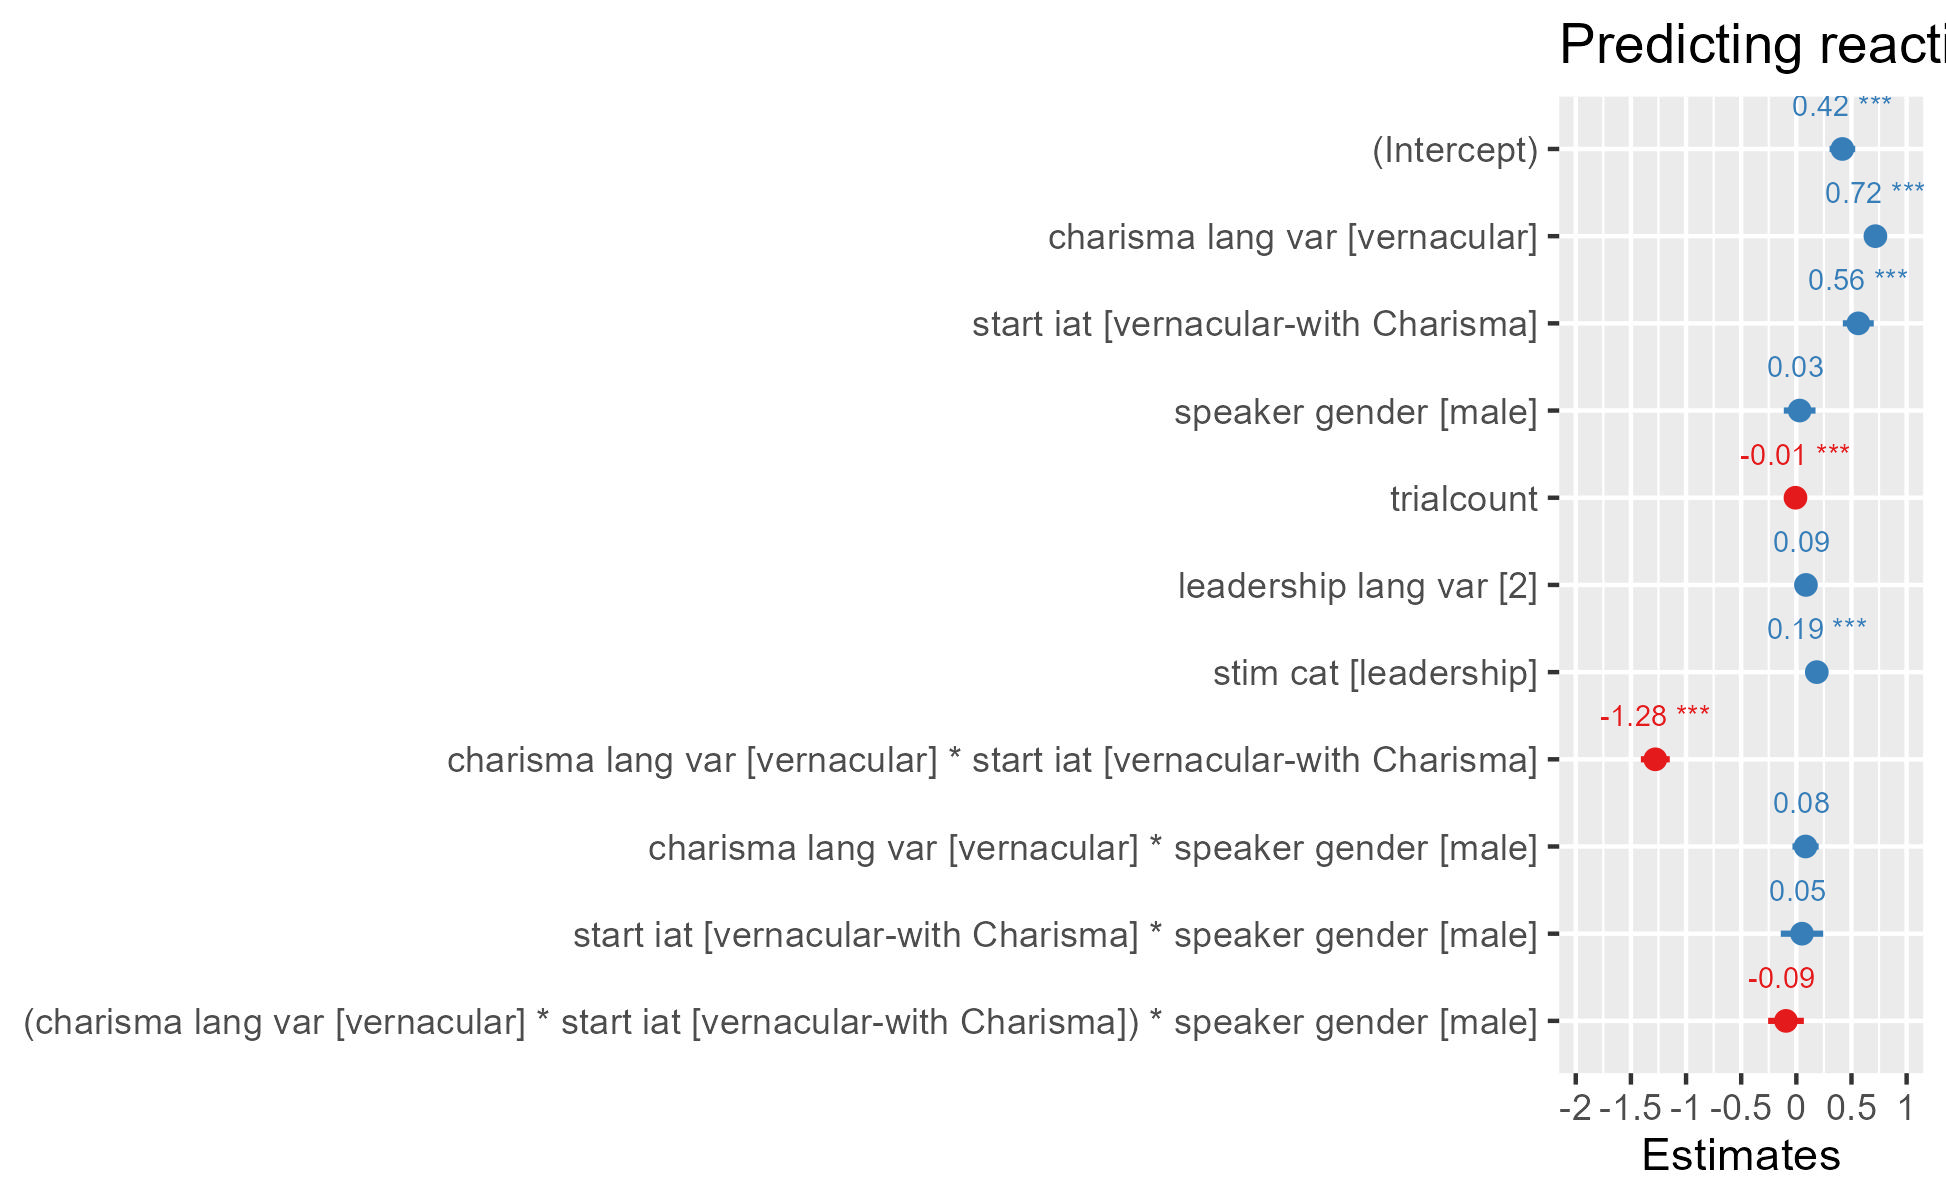 Predicting reacti
0.42 ***
(Intercept)
0.72 ***
charisma lang var [vernacular]
0.56 ***
start iat [vernacular-with Charisma]
0.03
speaker gender [male]
-0.01 ***
trialcount
0.09
leadership lang var [2]
0.19 ***
stim cat [leadership]
-1.28 ***
charisma lang var [vernacular] * start iat [vernacular-with Charisma]
0.08
charisma lang var [vernacular] * speaker gender [male]
0.05
start iat [vernacular-with Charisma] * speaker gender [male]
-0.09
(charisma lang var [vernacular] * start iat [vernacular-with Charisma]) * speaker gender [male]
-2 -1.5 -1 -0.5 0 0.5 1
Estimates